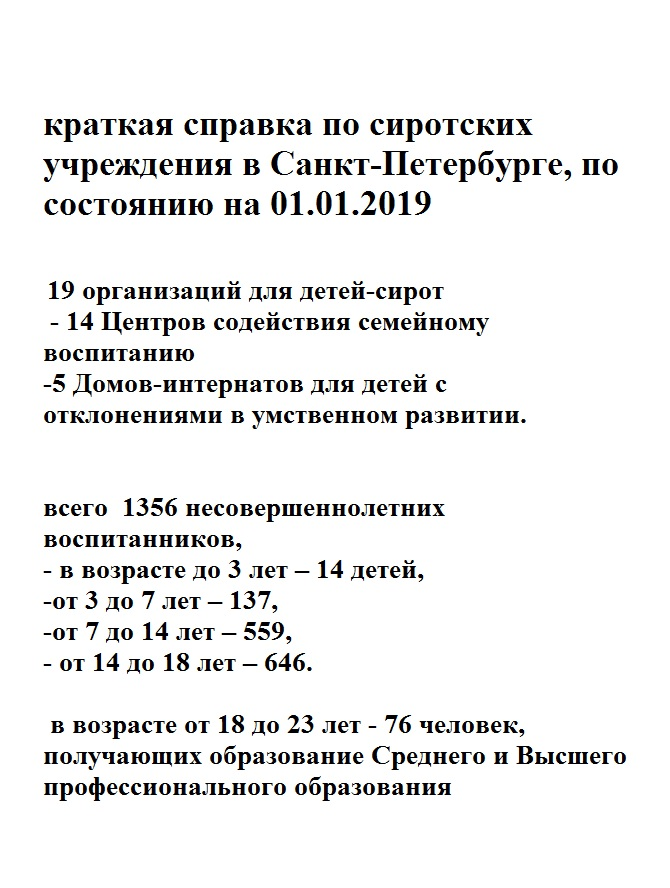 краткая справка по сиротских
учреждения в Санкт-Петербурге, по
состоянию на 01.01.2019
19 организаций для детей-сирот
- 14 Центров содействия семейному
воспитанию
-5 Домов-интернатов для детей с
отклонениями в умственном развитии.
всего 1356 несовершеннолетних
воспитанников,
- в возрасте до 3 лет – 14 детей,
-от 3 до 7 лет – 137,
-от 7 до 14 лет – 559,
- от 14 до 18 лет – 646.
в возрасте от 18 до 23 лет - 76 человек,
получающих образование Среднего и Высшего
профессионального образования